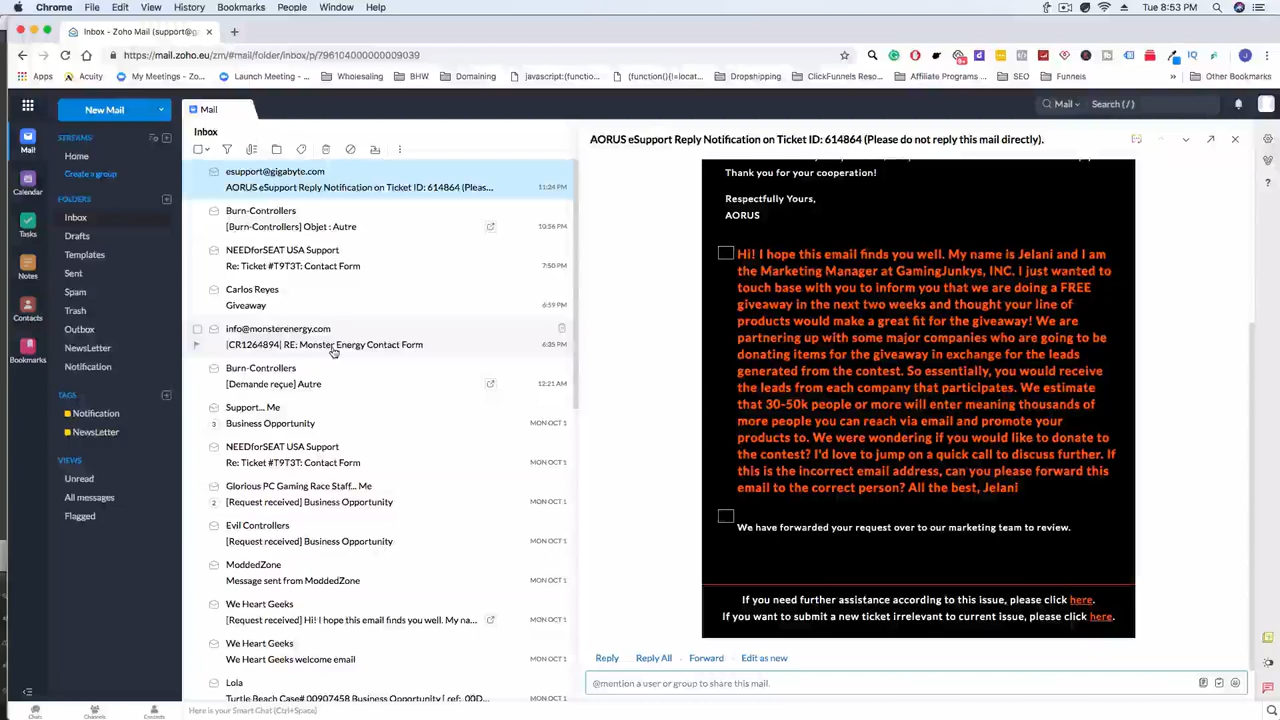 Chrome File Edit View History Bookmarks People Window Help Tue 8:53 PM
Inbox - Zoho Mail (support@g
https://mail.zoho.eu/zm/#mail/folder/inbox/p/796104000000009039
Apps Acuity My Meetings - Zo... Launch Meeting - ... Wholesaling BHW Domaining javascript:(functio... (function(){=locat... Dropshipping ClickFunnels Reso... Affiliate Programs ... SEO Funnels » Other Bookmarks
New Mail Mail Mail Search ( / )
Mail
Calendar
Tasks
Notes
Contacts
Bookmarks
STREAMS
Home
Create a group
FOLDERS
Inbox
Drafts
Templates
Sent
Spam
Trash
Outbox
NewsLetter
Notification
TAGS
Notification
NewsLetter
VIEWS
Unread
All messages
Flagged
Inbox
esupport@gigabyte.com
AORUS eSupport Reply Notification on Ticket ID: 614864 (Pleas... 11:24 PM
Burn-Controllers
[Burn-Controllers] Objet : Autre 10:56 PM
NEEDforSEAT USA Support
Re: Ticket #T9T3T: Contact Form 7:50 PM
Carlos Reyes
Giveaway 6:59 PM
info@monsterenergy.com
[CR1264894] RE: Monster Energy Contact Form 6:35 PM
Burn-Controllers
[Demande reçue] Autre 12:21 AM
Support... Me
3 Business Opportunity MON OCT 1
NEEDforSEAT USA Support
Re: Ticket #T9T3T: Contact Form MON OCT 1
Glorious PC Gaming Race Staff... Me
2 [Request received] Business Opportunity MON OCT 1
Evil Controllers
[Request received] Business Opportunity MON OCT 1
ModdedZone
Message sent from ModdedZone MON OCT 1
We Heart Geeks
[Request received] Hi! I hope this email finds you well. My na... MON OCT 1
We Heart Geeks
We Heart Geeks welcome email MON OCT 1
Lola
Turtle Beach Case# 00907458 Business Opportunity [ ref: 00D... MON OCT 1
AORUS eSupport Reply Notification on Ticket ID: 614864 (Please do not reply this mail directly).
Thank you for your cooperation!
Respectfully Yours,
AORUS
Hi! I hope this email finds you well. My name is Jelani and I am
the Marketing Manager at GamingJunkys, INC. I just wanted to
touch base with you to inform you that we are doing a FREE
giveaway in the next two weeks and thought your line of
products would make a great fit for the giveaway! We are
partnering up with some major companies who are going to be
donating items for the giveaway in exchange for the leads
generated from the contest. So essentially, you would receive
the leads from each company that participates. We estimate
that 30-50k people or more will enter meaning thousands of
more people you can reach via email and promote your
products to. We were wondering if you would like to donate to
the contest? I'd love to jump on a quick call to discuss further. If
this is the incorrect email address, can you please forward this
email to the correct person? All the best, Jelani
We have forwarded your request over to our marketing team to review.
If you need further assistance according to this issue, please click here.
If you want to submit a new ticket irrelevant to current issue, please click here.
Reply Reply All Forward Edit as new
@mention a user or group to share this mail.
Chats Channels Contacts Here is your Smart Chat (Ctrl+Space)